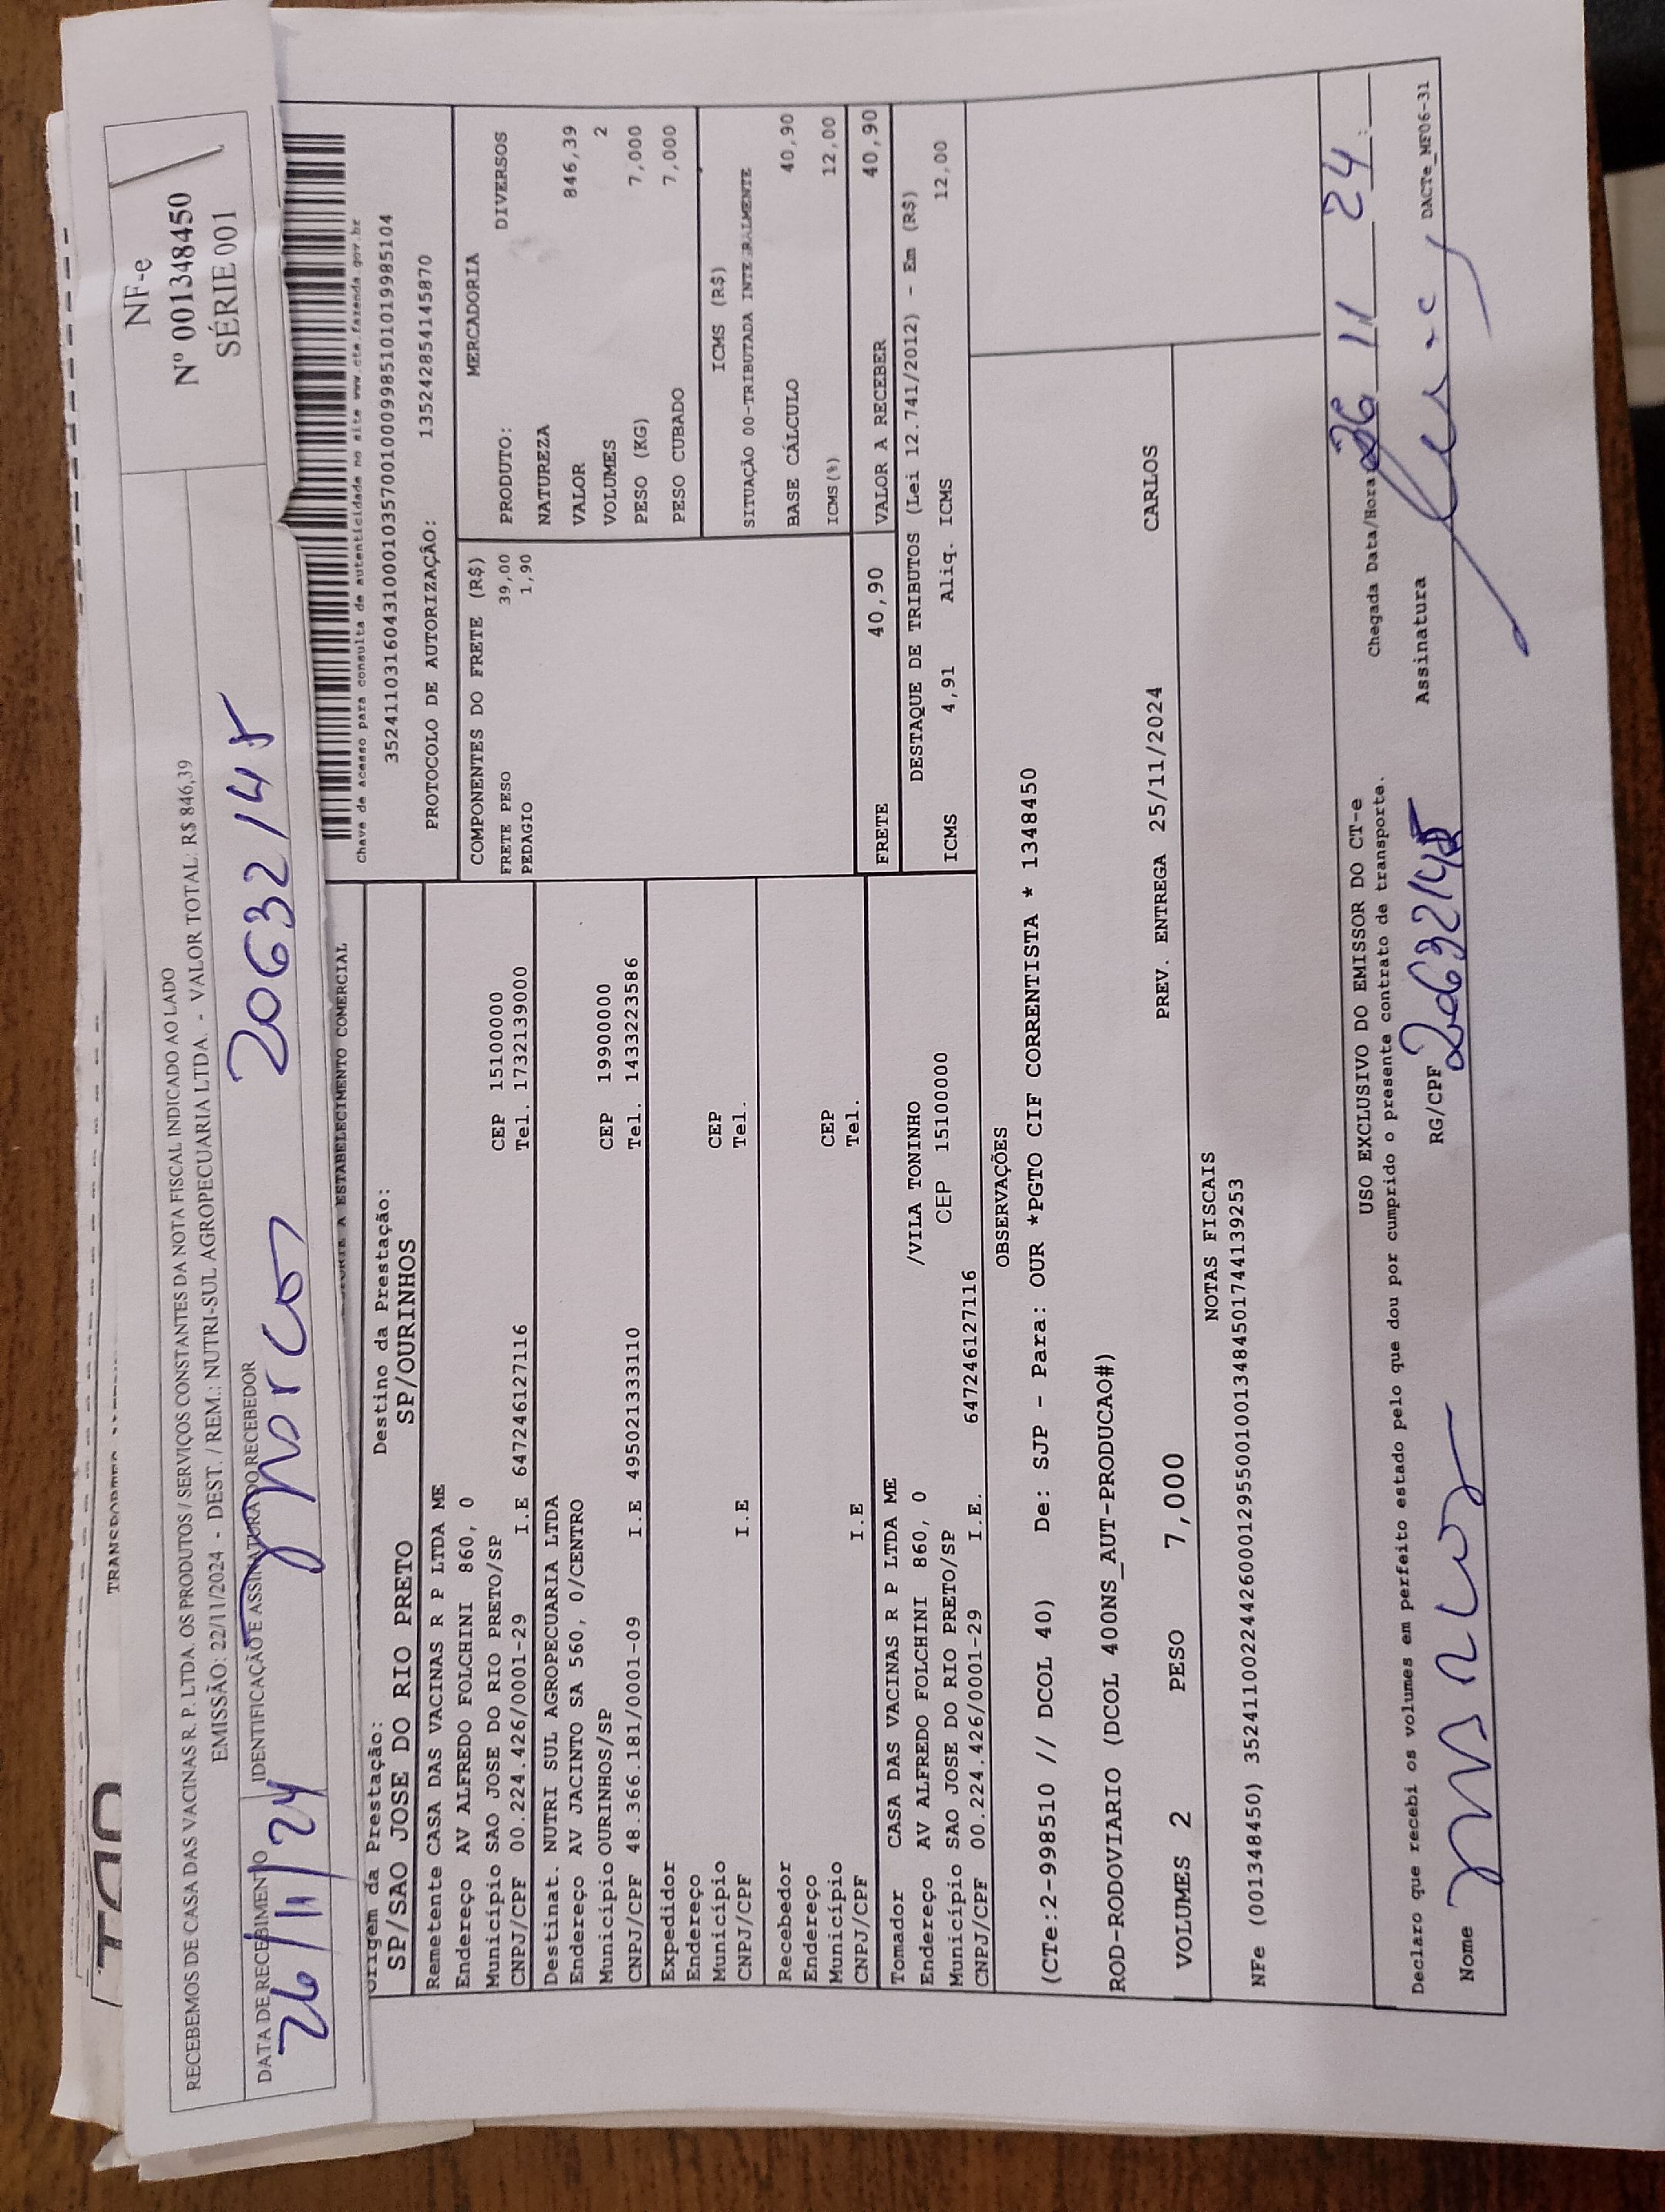 RECEBEMOS DE CASA DAS VACINAS R. P. LTDA. OS PRODUTOS / SERVIÇOS CONSTANTES DA NOTA FISCAL INDICADO AO LADO
EMISSÃO: 22/11/2024 - DEST. / REM.: NUTRI-SUL AGROPECUARIA LTDA. - VALOR TOTAL: R$ 846,39
NF-e
Nº 001348450
SÉRIE 001
DATA DE RECEBIMENTO
26/11/24
IDENTIFICAÇÃO E ASSINATURA DO RECEBEDOR
Marcos 20632148
A ESTABELECIMENTO COMERCIAL
Chave de acesso para consulta de autenticidade no site www.cte.fazenda.gov.br
35241103160431000103570010009985101019985104
PROTOCOLO DE AUTORIZAÇÃO: 135242854145870
Origem da Prestação:
SP/SAO JOSE DO RIO PRETO
Destino da Prestação:
SP/OURINHOS
Remetente CASA DAS VACINAS R P LTDA ME
Endereço AV ALFREDO FOLCHINI 860, 0
Município SAO JOSE DO RIO PRETO/SP CEP 15100000
CNPJ/CPF 00.224.426/0001-29 I.E 647246127116 Tel. 1732139000
Destinat. NUTRI SUL AGROPECUARIA LTDA
Endereço AV JACINTO SA 560, 0/CENTRO
Município OURINHOS/SP CEP 19900000
CNPJ/CPF 48.366.181/0001-09 I.E 495021333110 Tel. 1433223586
Expedidor
Endereço
Município CEP
CNPJ/CPF I.E Tel.
Recebedor
Endereço
Município CEP
CNPJ/CPF I.E Tel.
Tomador CASA DAS VACINAS R P LTDA ME
Endereço AV ALFREDO FOLCHINI 860, 0 /VILA TONINHO
Município SAO JOSE DO RIO PRETO/SP CEP 15100000
CNPJ/CPF 00.224.426/0001-29 I.E. 647246127116
COMPONENTES DO FRETE (R$)
FRETE PESO 39,00
PEDAGIO 1,90
MERCADORIA
PRODUTO: DIVERSOS
NATUREZA
VALOR 846,39
VOLUMES 2
PESO (KG) 7,000
PESO CUBADO 7,000
ICMS (R$)
SITUAÇÃO 00-TRIBUTADA INTEGRALMENTE
BASE CÁLCULO 40,90
ICMS(%) 12,00
FRETE 40,90 VALOR A RECEBER 40,90
DESTAQUE DE TRIBUTOS (Lei 12.741/2012) - Em (R$)
ICMS 4,91 Aliq. ICMS 12,00
OBSERVAÇÕES
(CTe:2-998510 // DCOL 40) De: SJP - Para: OUR *PGTO CIF CORRENTISTA * 1348450
ROD-RODOVIARIO (DCOL 400NS_AUT-PRODUCAO#)
VOLUMES 2 PESO 7,000 PREV. ENTREGA 25/11/2024 CARLOS
NOTAS FISCAIS
NFe (001348450) 35241100224426000129550010013484501744139253
USO EXCLUSIVO DO EMISSOR DO CT-e
Declaro que recebi os volumes em perfeito estado pelo que dou por cumprido o presente contrato de transporte.
Chegada Data/Hora 26 11 24
Nome Marcos RG/CPF 20632148 Assinatura
DACTe_MF06-31